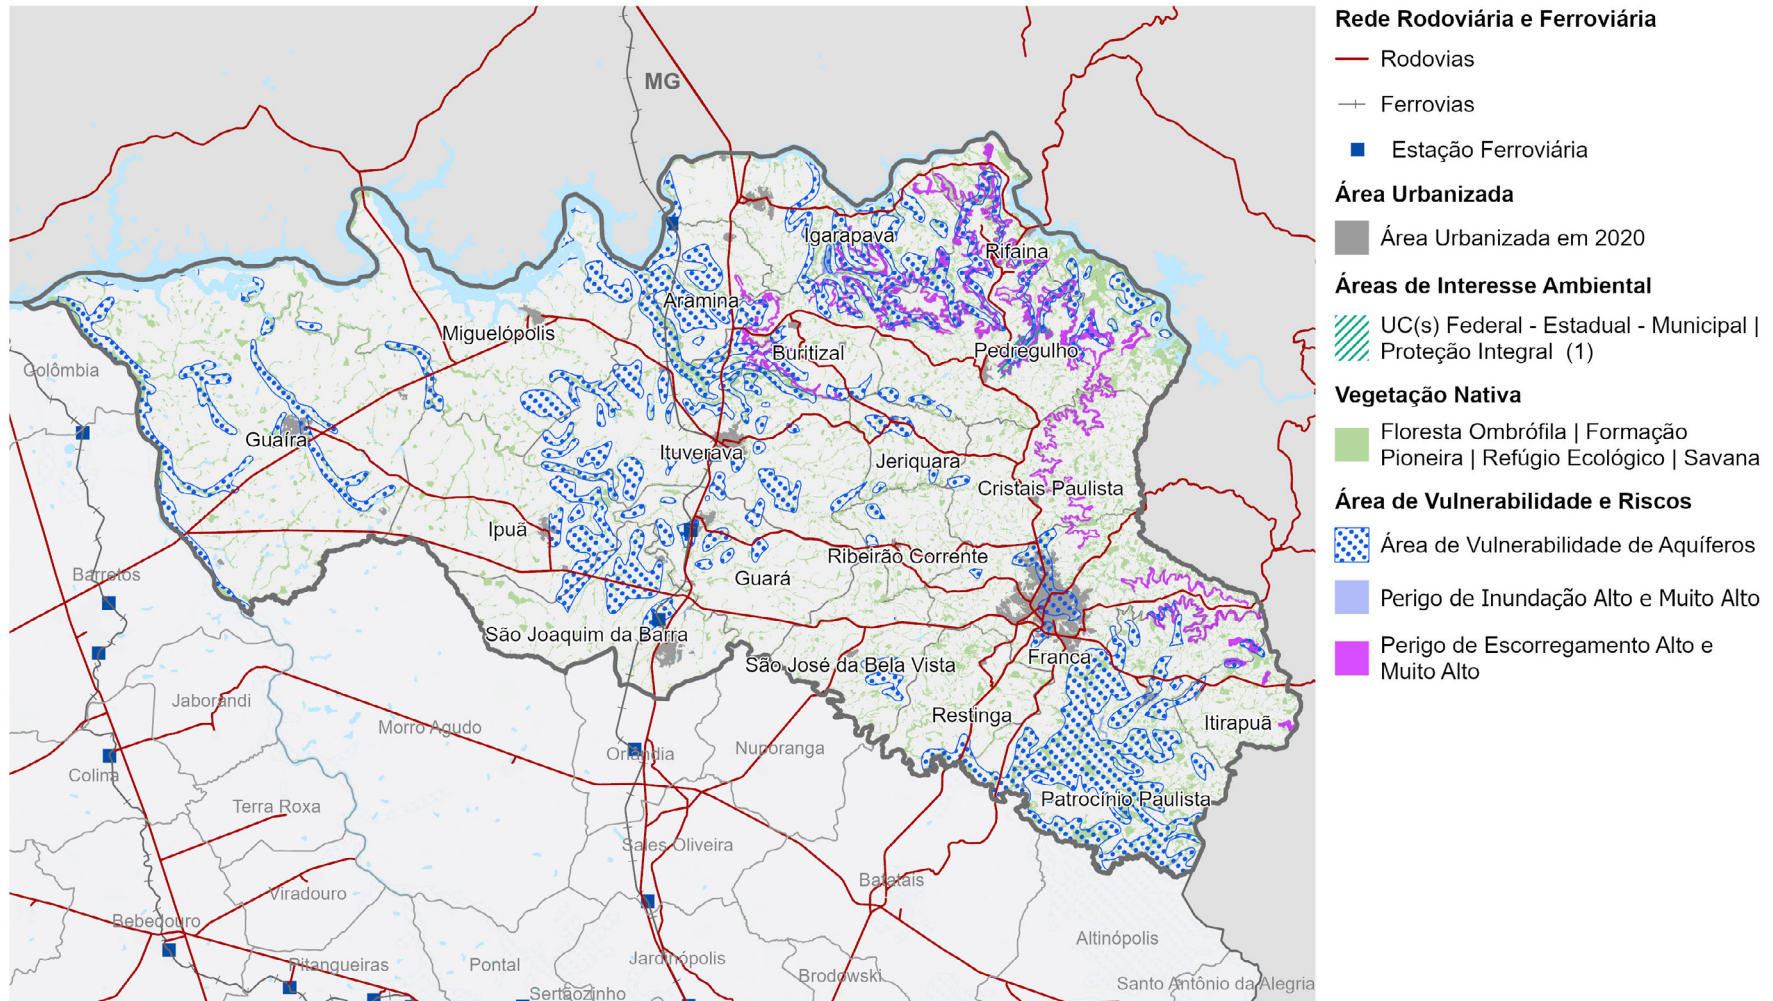 MG
Igarapava
Rifaina
Aramina
Miguelópolis
Buritizal
Pedregulho
Colômbia
Guaíra
Ituverava
Jeriquara
Cristais Paulista
Ipuã
Ribeirão Corrente
Guará
Barretos
São Joaquim da Barra
São José da Bela Vista
Franca
Jaborandi
Morro Agudo
Restinga
Itirapuã
Orlândia
Nuporanga
Colina
Terra Roxa
Patrocínio Paulista
Sales Oliveira
Viradouro
Batatais
Bebedouro
Altinópolis
Pitangueiras
Pontal
Jardinópolis
Brodowski
Sertãozinho
Santo Antônio da Alegria
Rede Rodoviária e Ferroviária
Rodovias
Ferrovias
Estação Ferroviária
Área Urbanizada
Área Urbanizada em 2020
Áreas de Interesse Ambiental
UC(s) Federal - Estadual - Municipal |
Proteção Integral (1)
Vegetação Nativa
Floresta Ombrófila | Formação
Pioneira | Refúgio Ecológico | Savana
Área de Vulnerabilidade e Riscos
Área de Vulnerabilidade de Aquíferos
Perigo de Inundação Alto e Muito Alto
Perigo de Escorregamento Alto e
Muito Alto